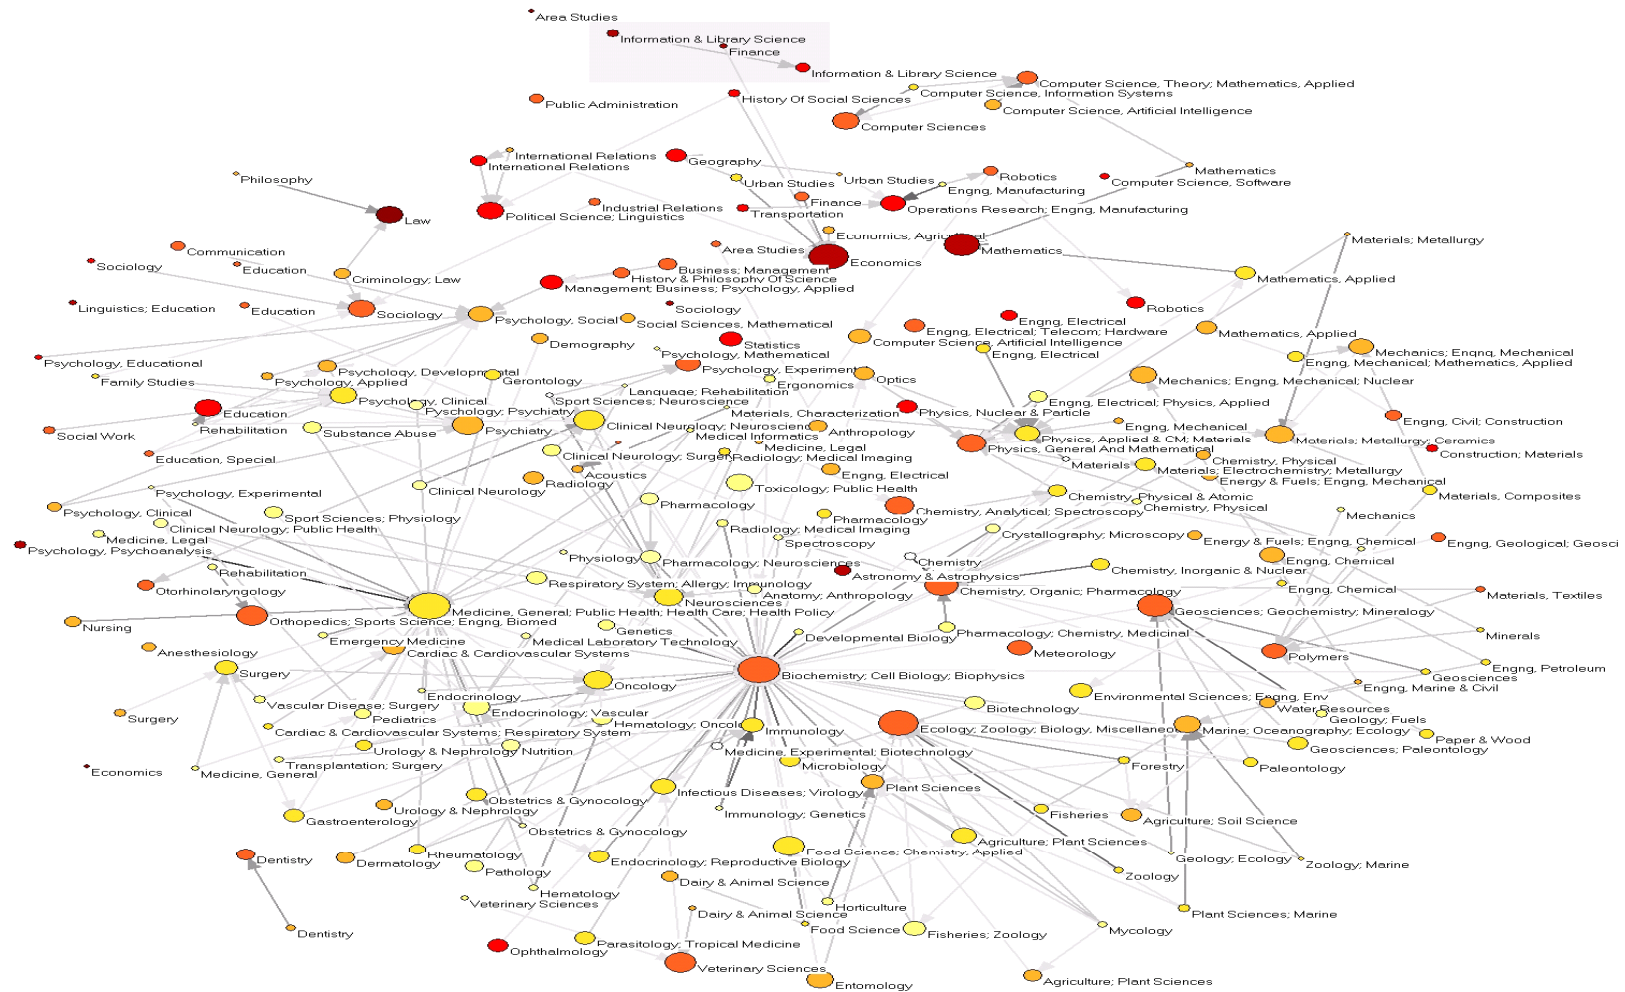 Area Studies
Information & Library Science
Finance
Information & Library Science
Computer Science, Theory; Mathematics, Applied
Computer Science, Information Systems
History Of Social Sciences
Public Administration
Computer Science, Artificial Intelligence
Computer Sciences
International Relations
International Relations
Geography
Mathematics
Philosophy
Urban Studies
Urban Studies
Robotics
Computer Science, Software
Engng, Manufacturing
Finance
Industrial Relations
Operations Research; Engng, Manufacturing
Transportation
Political Science; Linguistics
Law
Economics, Agricultural
Materials; Metallurgy
Communication
Area Studies
Mathematics
Economics
Sociology
Education
Business; Management
Criminology; Law
History & Philosophy Of Science
Mathematics, Applied
Management; Business; Psychology, Applied
Linguistics; Education
Education
Sociology
Robotics
Sociology
Psychology, Social
Social Sciences, Mathematical
Engng, Electrical
Engng, Electrical; Telecom; Hardware
Mathematics, Applied
Demography
Statistics
Computer Science, Artificial Intelligence
Psychology, Mathematical
Engng, Electrical
Mechanics; Engng, Mechanical
Psychology, Educational
Engng, Mechanical; Mathematics, Applied
Psychology, Developmental
Psychology, Experimental
Family Studies
Psychology, Applied
Gerontology
Ergonomics
Optics
Mechanics; Engng, Mechanical; Nuclear
Language; Rehabilitation
Psychology, Clinical
Sport Sciences; Neuroscience
Engng, Electrical; Physics, Applied
Education
Pyschology; Psychiatry
Materials, Characterization
Physics, Nuclear & Particle
Engng, Civil; Construction
Rehabilitation
Substance Abuse
Psychiatry
Clinical Neurology; Neuroscience
Anthropology
Engng, Mechanical
Social Work
Medical Informatics
Physics, Applied & CM; Materials
Materials; Metallurgy; Ceromics
Medicine, Legal
Physics, General And Mathematical
Education, Special
Clinical Neurology; Surgery
Radiology; Medical Imaging
Chemistry, Physical
Construction; Materials
Materials
Materials; Electrochemistry; Metallurgy
Acoustics
Engng, Electrical
Radiology
Energy & Fuels; Engng, Mechanical
Clinical Neurology
Toxicology; Public Health
Psychology, Experimental
Chemistry, Physical & Atomic
Materials, Composites
Pharmacology
Chemistry, Physical
Psychology, Clinical
Sport Sciences; Physiology
Pharmacology
Chemistry, Analytical; Spectroscopy
Mechanics
Clinical Neurology; Public Health
Radiology; Medical Imaging
Medicine, Legal
Crystallography; Microscopy
Energy & Fuels; Engng, Chemical
Spectroscopy
Engng, Geological; Geosci
Psychology, Psychoanalysis
Physiology
Pharmacology, Neurosciences
Chemistry
Engng, Chemical
Rehabilitation
Chemistry, Inorganic & Nuclear
Astronomy & Astrophysics
Respiratory System; Allergy; Immunology
Otorhinolaryngology
Chemistry, Organic; Pharmacology
Engng, Chemical
Materials, Textiles
Anatomy; Anthropology
Neurosciences
Medicine, General; Public Health; Health Care; Health Policy
Geosciences; Geochemistry; Mineralogy
Orthopedics; Sports Science; Engng, Biomed
Nursing
Genetics
Pharmacology; Chemistry, Medicinal
Developmental Biology
Minerals
Emergency Medicine
Medical Laboratory Technology
Anesthesiology
Cardiac & Cardiovascular Systems
Meteorology
Polymers
Surgery
Biochemistry; Cell Biology; Biophysics
Engng, Petroleum
Geosciences
Oncology
Engng, Marine & Civil
Endocrinology
Environmental Sciences; Engng, Env
Vascular Disease; Surgery
Biotechnology
Water Resources
Endocrinology; Vascular
Pediatrics
Surgery
Geology; Fuels
Hematology; Oncology
Ecology; Zoology; Biology, Miscellaneous
Marine; Oceanography; Ecology
Cardiac & Cardiovascular Systems; Respiratory System
Immunology
Paper & Wood
Urology & Nephrology
Nutrition
Medicine, Experimental; Biotechnology
Geosciences; Paleontology
Transplantation; Surgery
Microbiology
Forestry
Paleontology
Economics
Medicine, General
Plant Sciences
Infectious Diseases; Virology
Obstetrics & Gynocology
Urology & Nephrology
Immunology; Genetics
Fisheries
Agriculture; Soil Science
Gastroenterology
Obstetrics & Gynocology
Agriculture; Plant Sciences
Food Science; Chemistry, Applied
Rheumatology
Dentistry
Dermatology
Endocrinology; Reproductive Biology
Geology; Ecology
Zoology; Marine
Pathology
Zoology
Dairy & Animal Science
Hematology
Veterinary Sciences
Horticulture
Dairy & Animal Science
Plant Sciences; Marine
Food Science
Mycology
Dentistry
Fisheries; Zoology
Parasitology; Tropical Medicine
Ophthalmology
Veterinary Sciences
Entomology
Agriculture; Plant Sciences